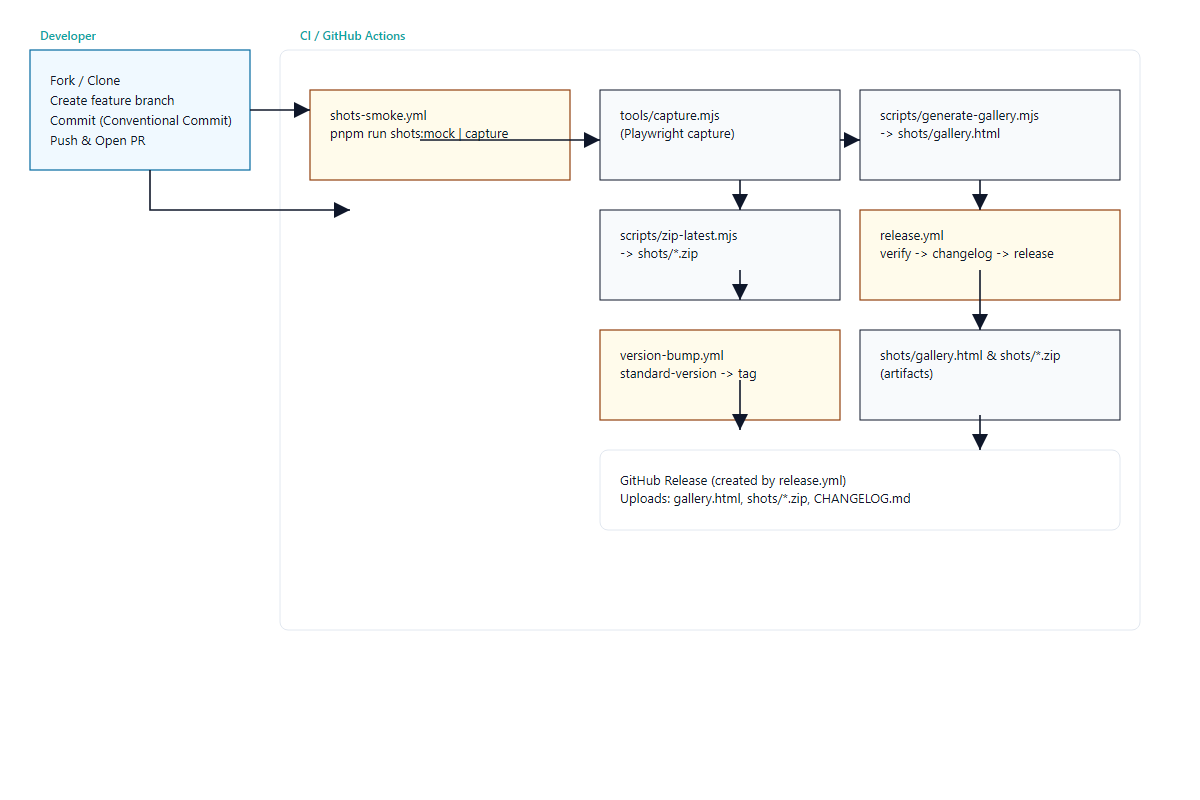 Developer
CI / GitHub Actions
Fork / Clone
Create feature branch
Commit (Conventional Commit)
Push & Open PR
shots-smoke.yml
pnpm run shots:mock | capture
tools/capture.mjs
(Playwright capture)
scripts/generate-gallery.mjs
-> shots/gallery.html
scripts/zip-latest.mjs
-> shots/*.zip
release.yml
verify -> changelog -> release
version-bump.yml
standard-version -> tag
shots/gallery.html & shots/*.zip
(artifacts)
GitHub Release (created by release.yml)
Uploads: gallery.html, shots/*.zip, CHANGELOG.md